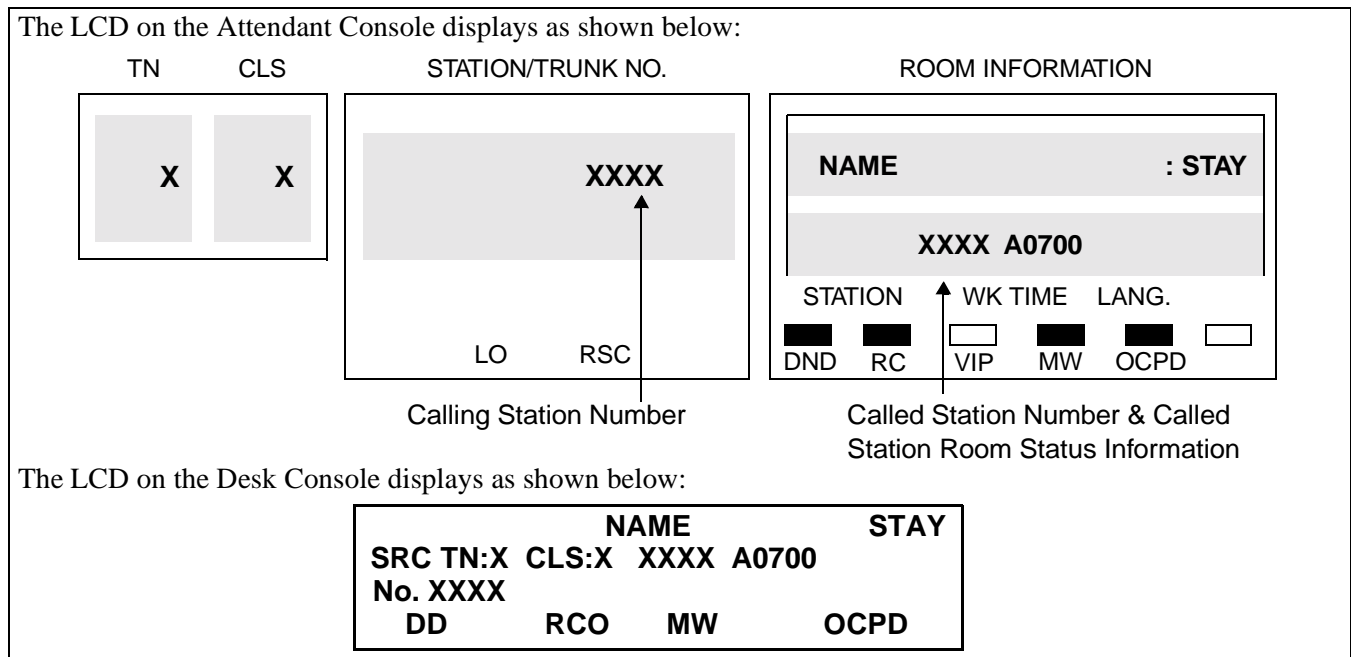 The LCD on the Attendant Console displays as shown below:
TN CLS STATION/TRUNK NO. ROOM INFORMATION
X X XXXX NAME : STAY
XXXX A0700
STATION WK TIME LANG.
LO RSC DND RC VIP MW OCPD
Calling Station Number
Called Station Number & Called
Station Room Status Information
The LCD on the Desk Console displays as shown below:
NAME STAY
SRC TN:X CLS:X XXXX A0700
No. XXXX
DD RCO MW OCPD